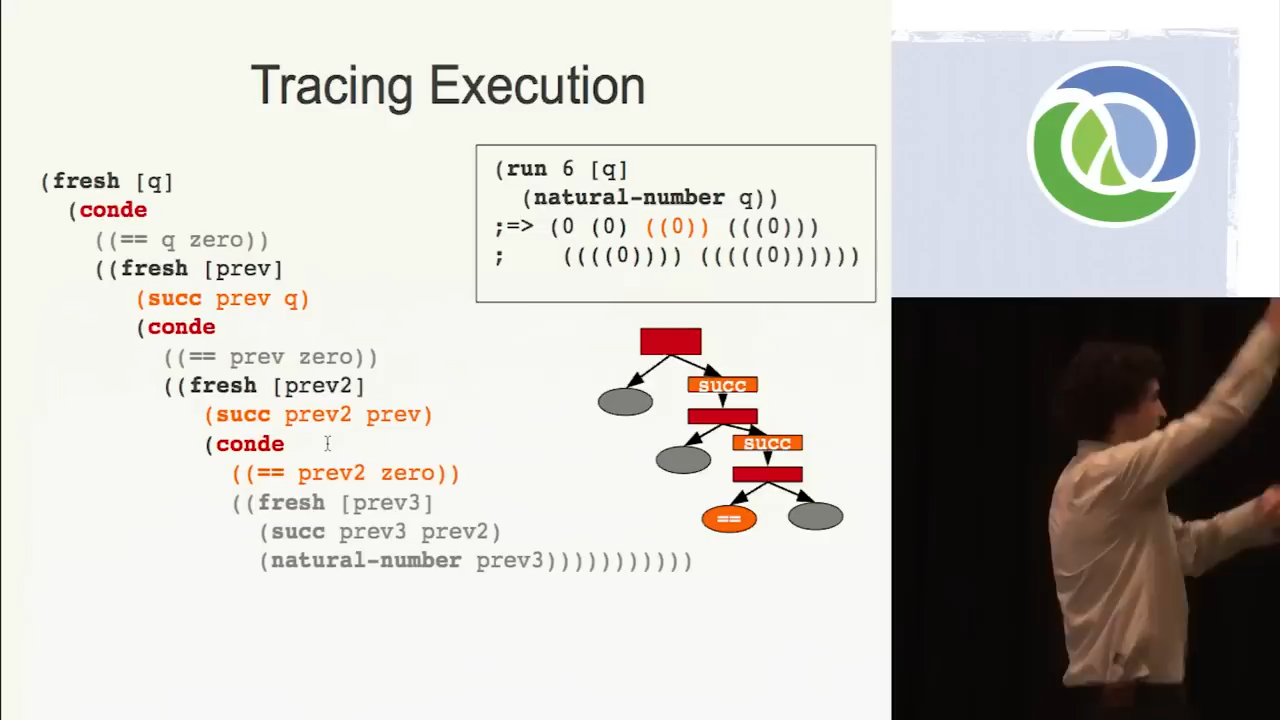 Tracing Execution
(fresh [q]
(conde
((== q zero))
((fresh [prev]
(succ prev q)
(conde
((== prev zero))
((fresh [prev2]
(succ prev2 prev)
(conde
((== prev2 zero))
((fresh [prev3]
(succ prev3 prev2)
(natural-number prev3)))))))))))
(run 6 [q]
(natural-number q))
;=> (0 (0) ((0)) (((0)))
; ((((0)))) (((((0))))))
succ
succ
==